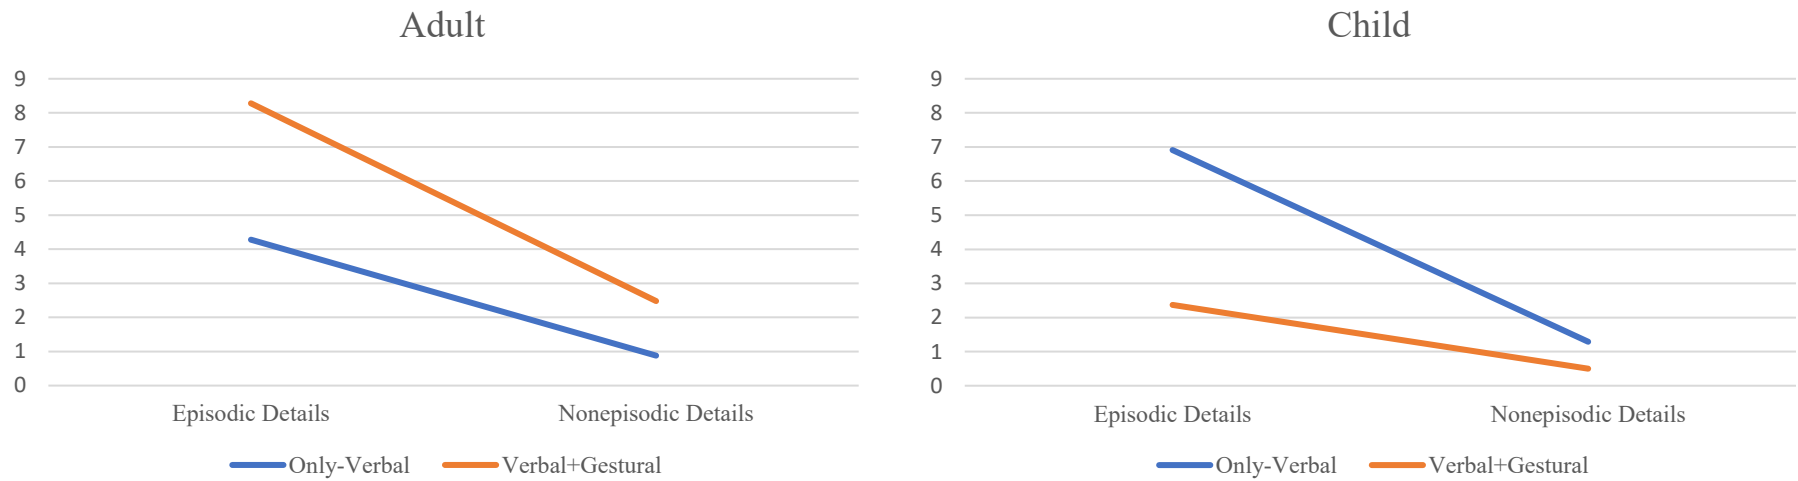 Adult
9
8
7
6
5
4
3
2
1
0
Episodic Details
Nonepisodic Details
Only-Verbal
Verbal+Gestural
Child
9
8
7
6
5
4
3
2
1
0
Episodic Details
Nonepisodic Details
Only-Verbal
Verbal+Gestural